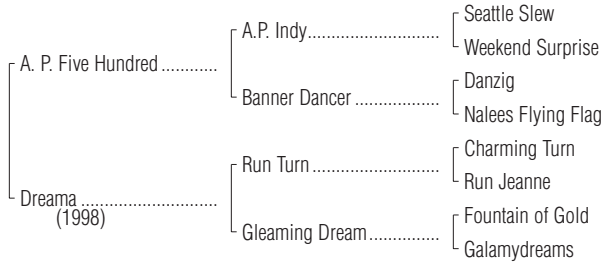 Seattle Slew
A.P. Indy
Weekend Surprise
A. P. Five Hundred
Danzig
Banner Dancer
Nalees Flying Flag
Charming Turn
Run Turn
Run Jeanne
Dreama
(1998)
Fountain of Gold
Gleaming Dream
Galamydreams